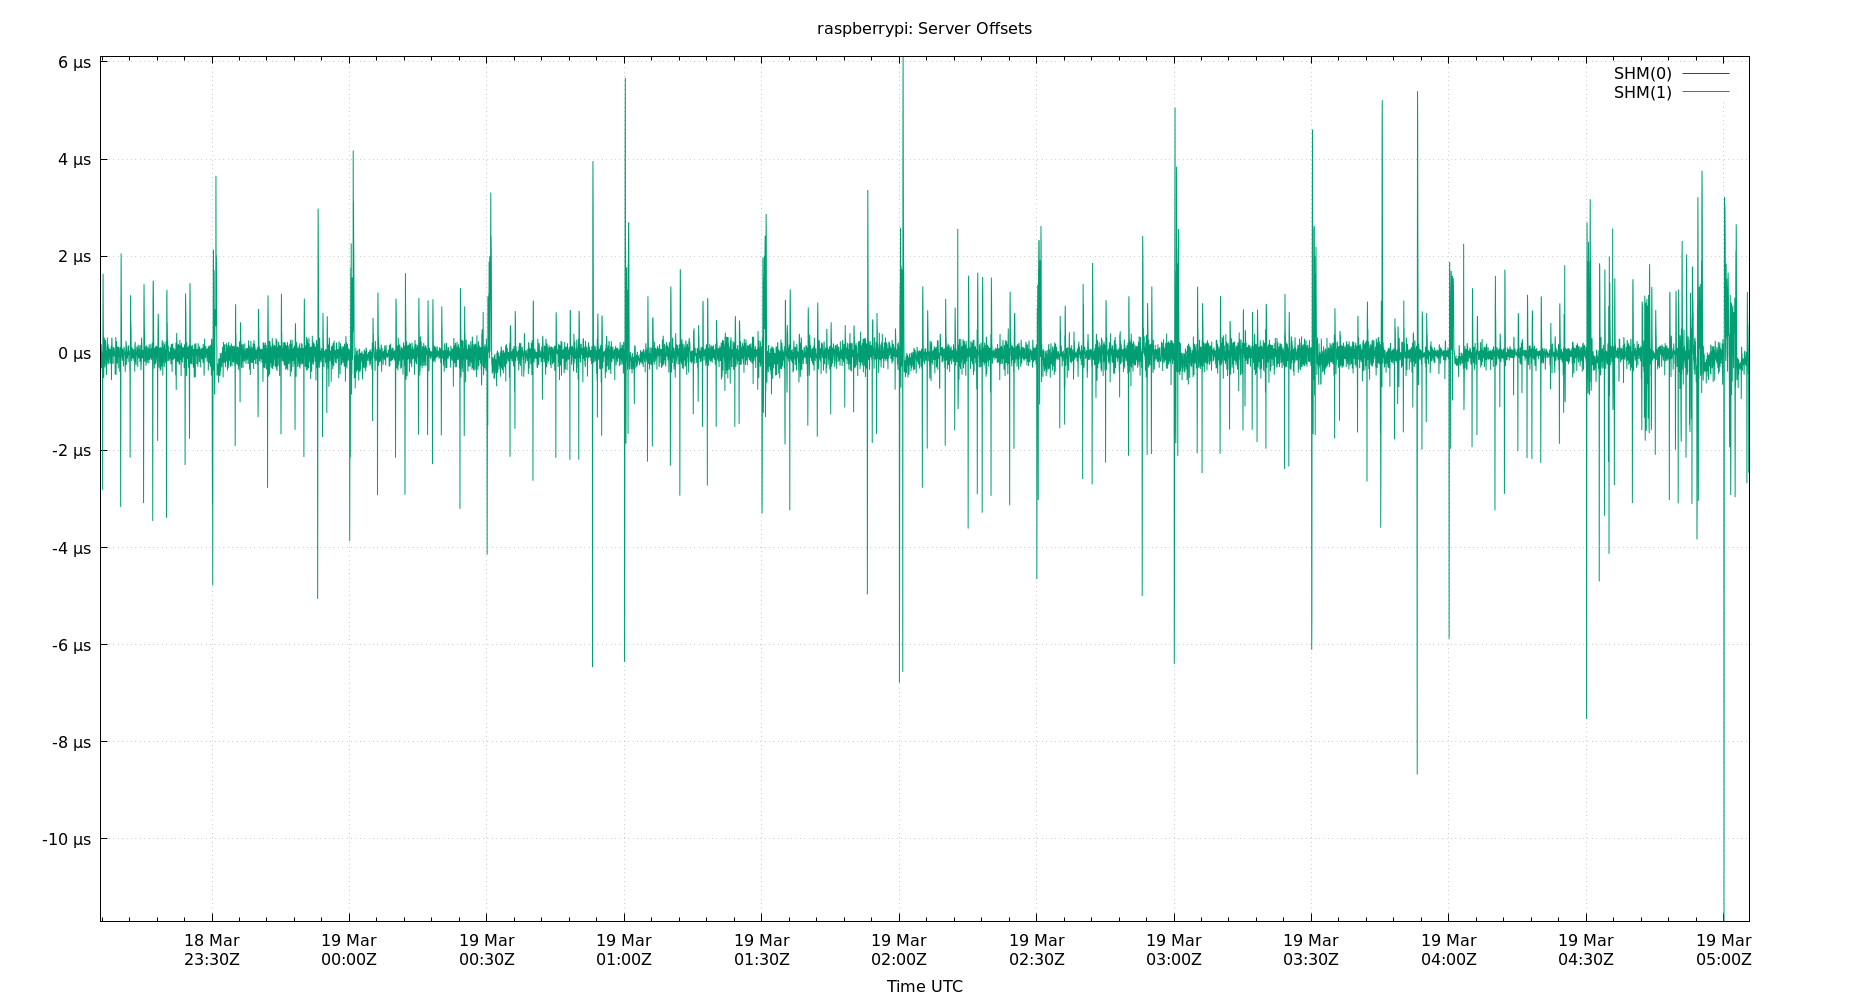 raspberrypi: Server Offsets
SHM(0)
SHM(1)
6 µs
4 µs
2 µs
0 µs
-2 µs
-4 µs
-6 µs
-8 µs
-10 µs
18 Mar 19 Mar 19 Mar 19 Mar 19 Mar 19 Mar 19 Mar 19 Mar 19 Mar 19 Mar 19 Mar 19 Mar
23:30Z 00:00Z 00:30Z 01:00Z 01:30Z 02:00Z 02:30Z 03:00Z 03:30Z 04:00Z 04:30Z 05:00Z
Time UTC